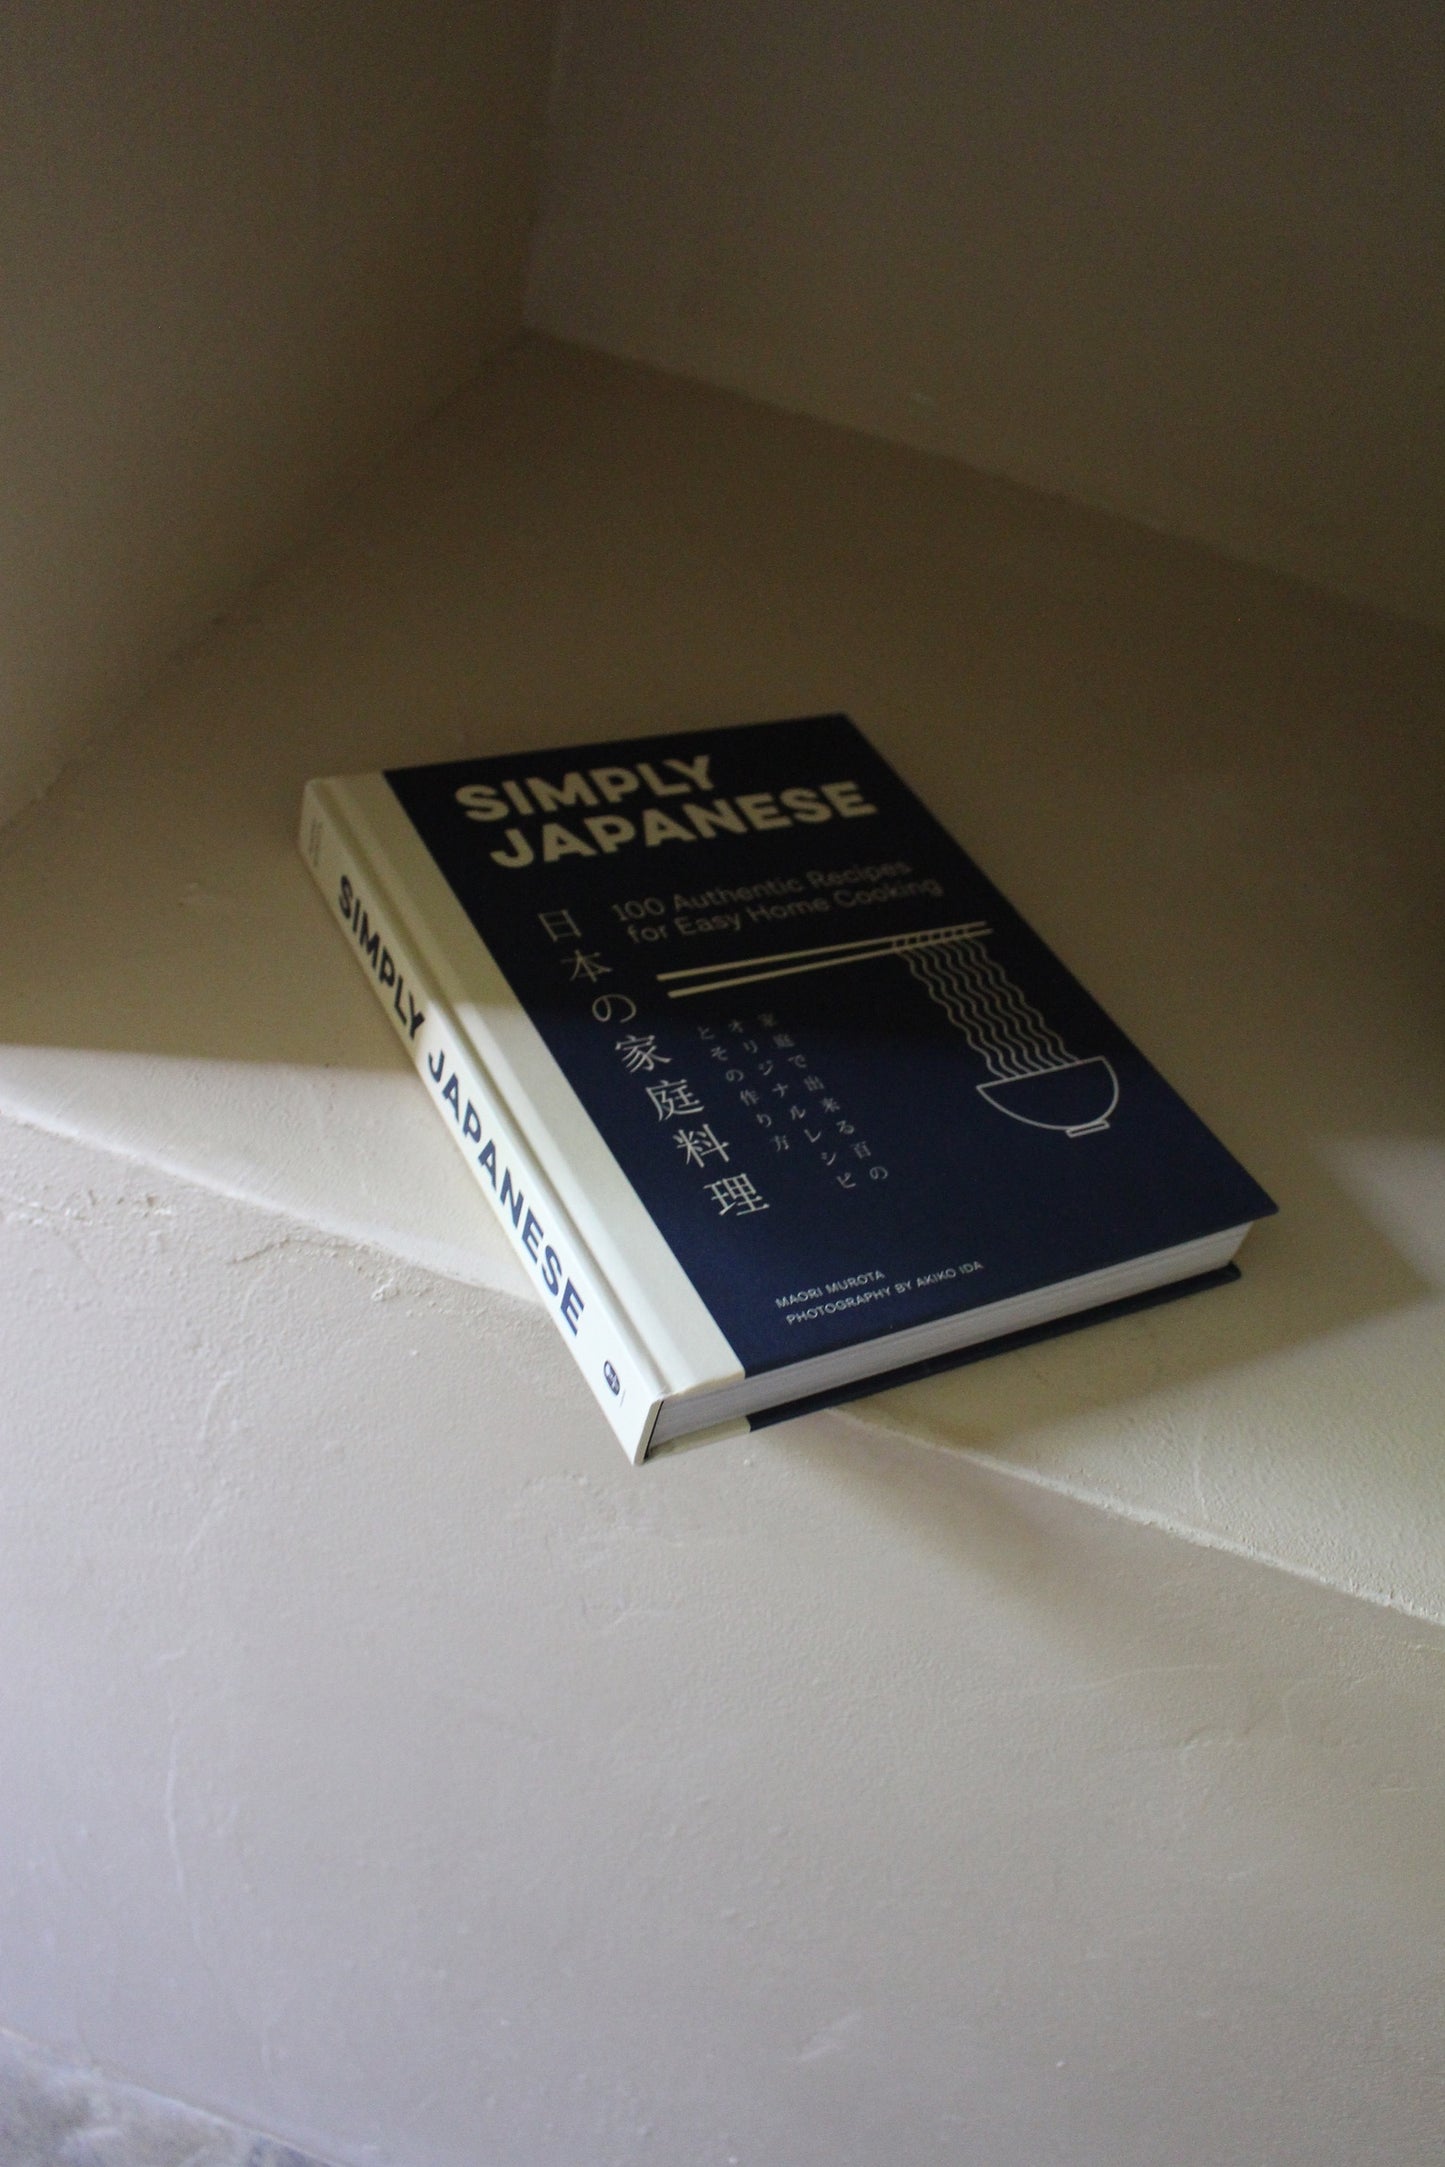 SIMPLY
JAPANESE
100 Authentic Recipes
for Easy Home Cooking
日本の家庭料理
家庭で出来る百の
オリジナルレシピ
とその作り方
MAORI MUROTA
PHOTOGRAPHY BY AKIKO IDA
SIMPLY JAPANESE